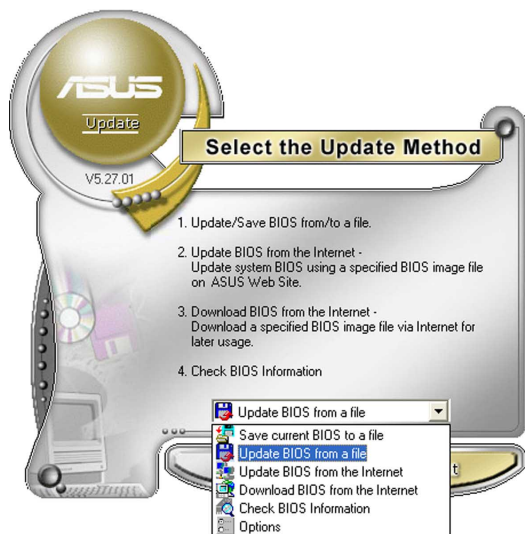 ASUS
Update
V5.27.01
Select the Update Method
1. Update/Save BIOS from/to a file.
2. Update BIOS from the Internet -
Update system BIOS using a specified BIOS image file
on ASUS Web Site.
3. Download BIOS from the Internet -
Download a specified BIOS image file via Internet for
later usage.
4. Check BIOS Information
Update BIOS from a file
Save current BIOS to a file
Update BIOS from a file
Update BIOS from the Internet
Download BIOS from the Internet
Check BIOS Information
Options